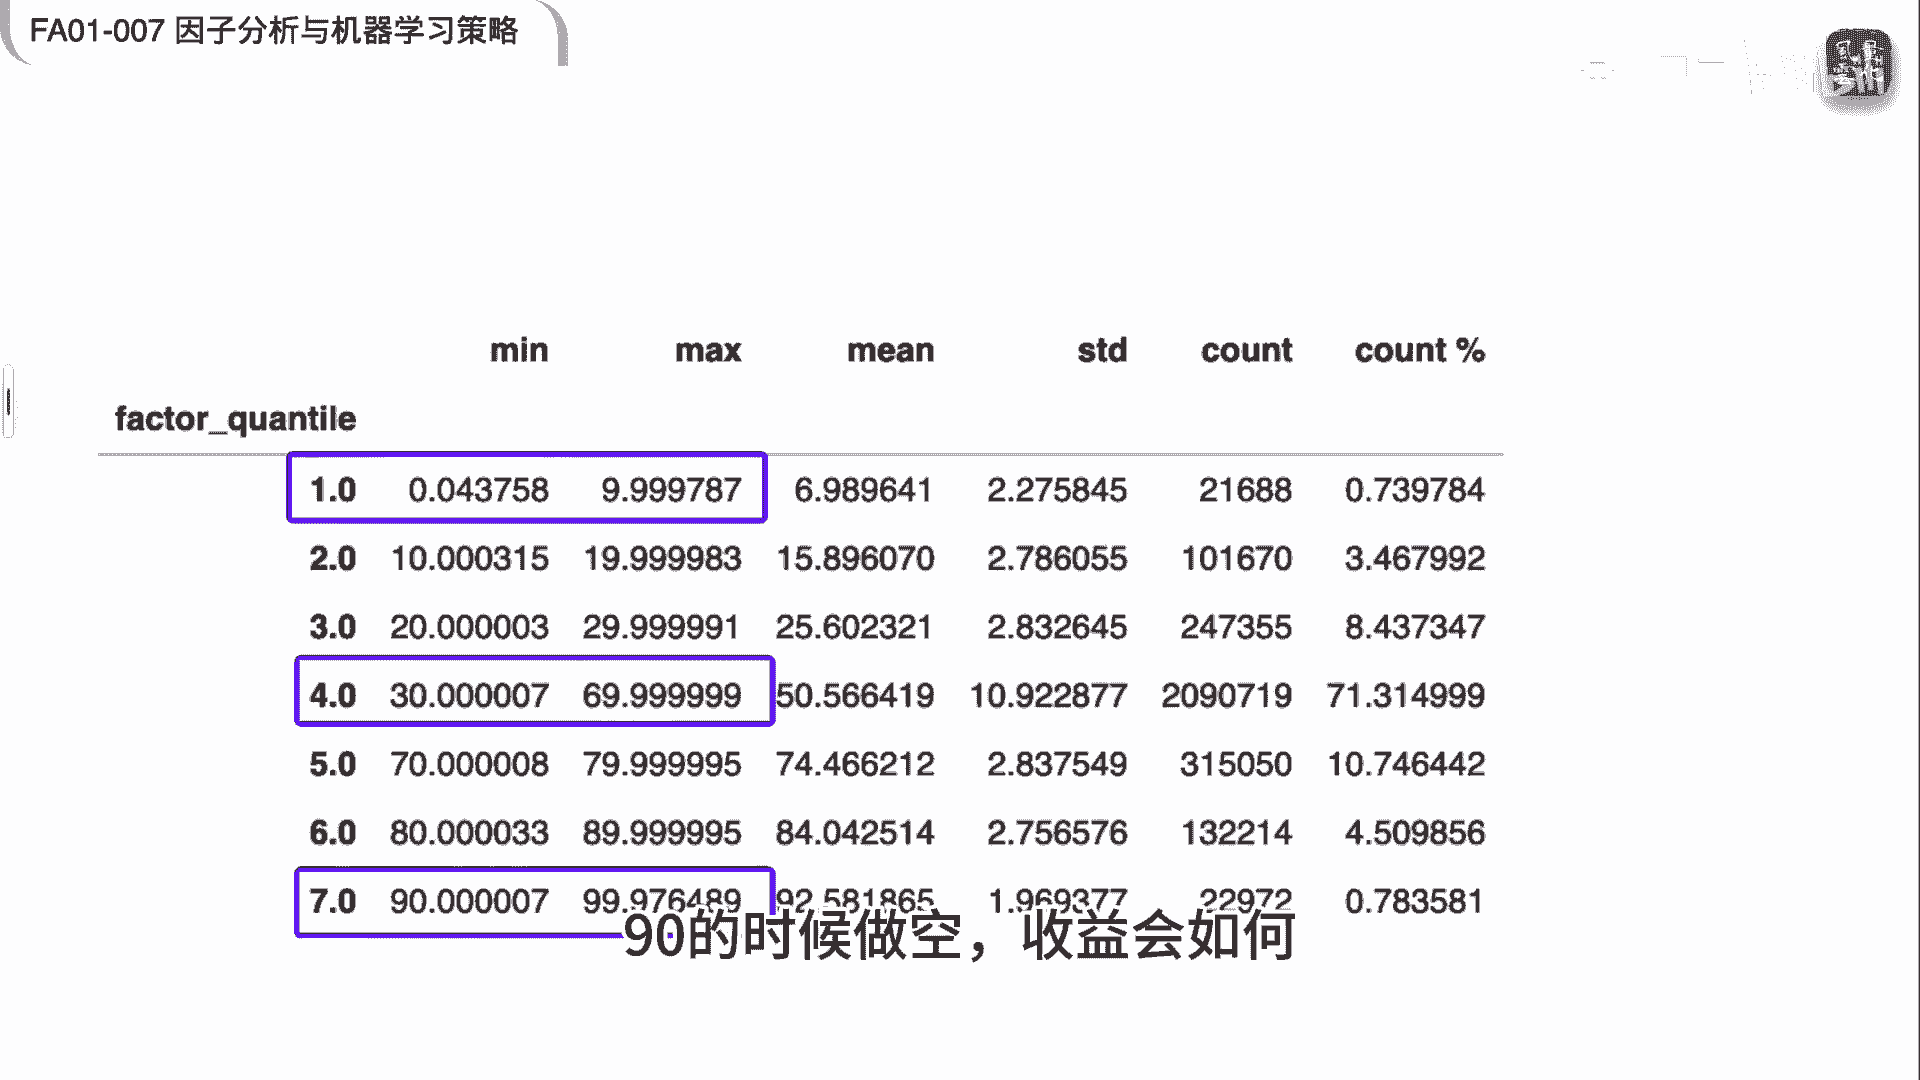 FA01-007 因子分析与机器学习策略
min max mean std count count %
factor_quantile
1.0 0.043758 9.999787 6.989641 2.275845 21688 0.739784
2.0 10.000315 19.999983 15.896070 2.786055 101670 3.467992
3.0 20.000003 29.999991 25.602321 2.832645 247355 8.437347
4.0 30.000007 69.999999 50.566419 10.922877 2090719 71.314999
5.0 70.000008 79.999995 74.466212 2.837549 315050 10.746442
6.0 80.000033 89.999995 84.042514 2.756576 132214 4.509856
7.0 90.000007 99.976489 92.581865 1.969377 22972 0.783581
90的时候做空，收益会如何